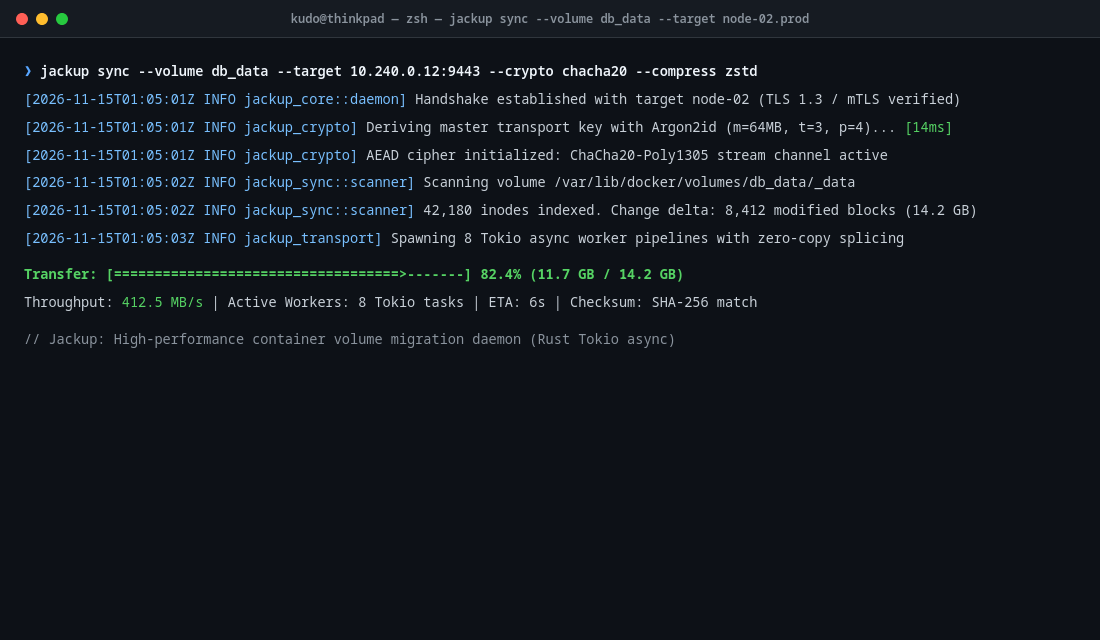 kudo@thinkpad — zsh — jackup sync --volume db_data --target node-02.prod
❯ jackup sync --volume db_data --target 10.240.0.12:9443 --crypto chacha20 --compress zstd
[2026-11-15T01:05:01Z INFO jackup_core::daemon] Handshake established with target node-02 (TLS 1.3 / mTLS verified)
[2026-11-15T01:05:01Z INFO jackup_crypto] Deriving master transport key with Argon2id (m=64MB, t=3, p=4)... [14ms]
[2026-11-15T01:05:01Z INFO jackup_crypto] AEAD cipher initialized: ChaCha20-Poly1305 stream channel active
[2026-11-15T01:05:02Z INFO jackup_sync::scanner] Scanning volume /var/lib/docker/volumes/db_data/_data
[2026-11-15T01:05:02Z INFO jackup_sync::scanner] 42,180 inodes indexed. Change delta: 8,412 modified blocks (14.2 GB)
[2026-11-15T01:05:03Z INFO jackup_transport] Spawning 8 Tokio async worker pipelines with zero-copy splicing
Transfer: [===================================>-------] 82.4% (11.7 GB / 14.2 GB)
Throughput: 412.5 MB/s | Active Workers: 8 Tokio tasks | ETA: 6s | Checksum: SHA-256 match
// Jackup: High-performance container volume migration daemon (Rust Tokio async)